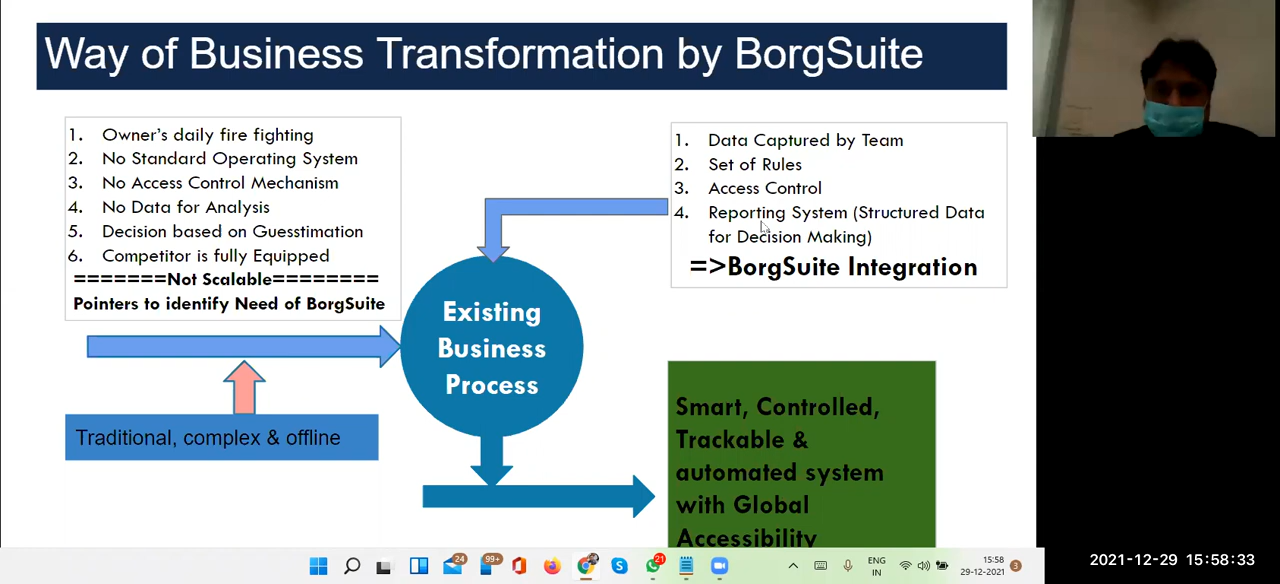 Way of Business Transformation by BorgSuite
1. Owner's daily fire fighting
2. No Standard Operating System
3. No Access Control Mechanism
4. No Data for Analysis
5. Decision based on Guesstimation
6. Competitor is fully Equipped
=======Not Scalable========
Pointers to identify Need of BorgSuite
1. Data Captured by Team
2. Set of Rules
3. Access Control
4. Reporting System (Structured Data
for Decision Making)
=>BorgSuite Integration
Existing
Business
Process
Traditional, complex & offline
Smart, Controlled,
Trackable &
automated system
with Global
Accessibility
24
99+
21
ENG
IN
15:58
29-12-2021
3
2021-12-29 15:58:33